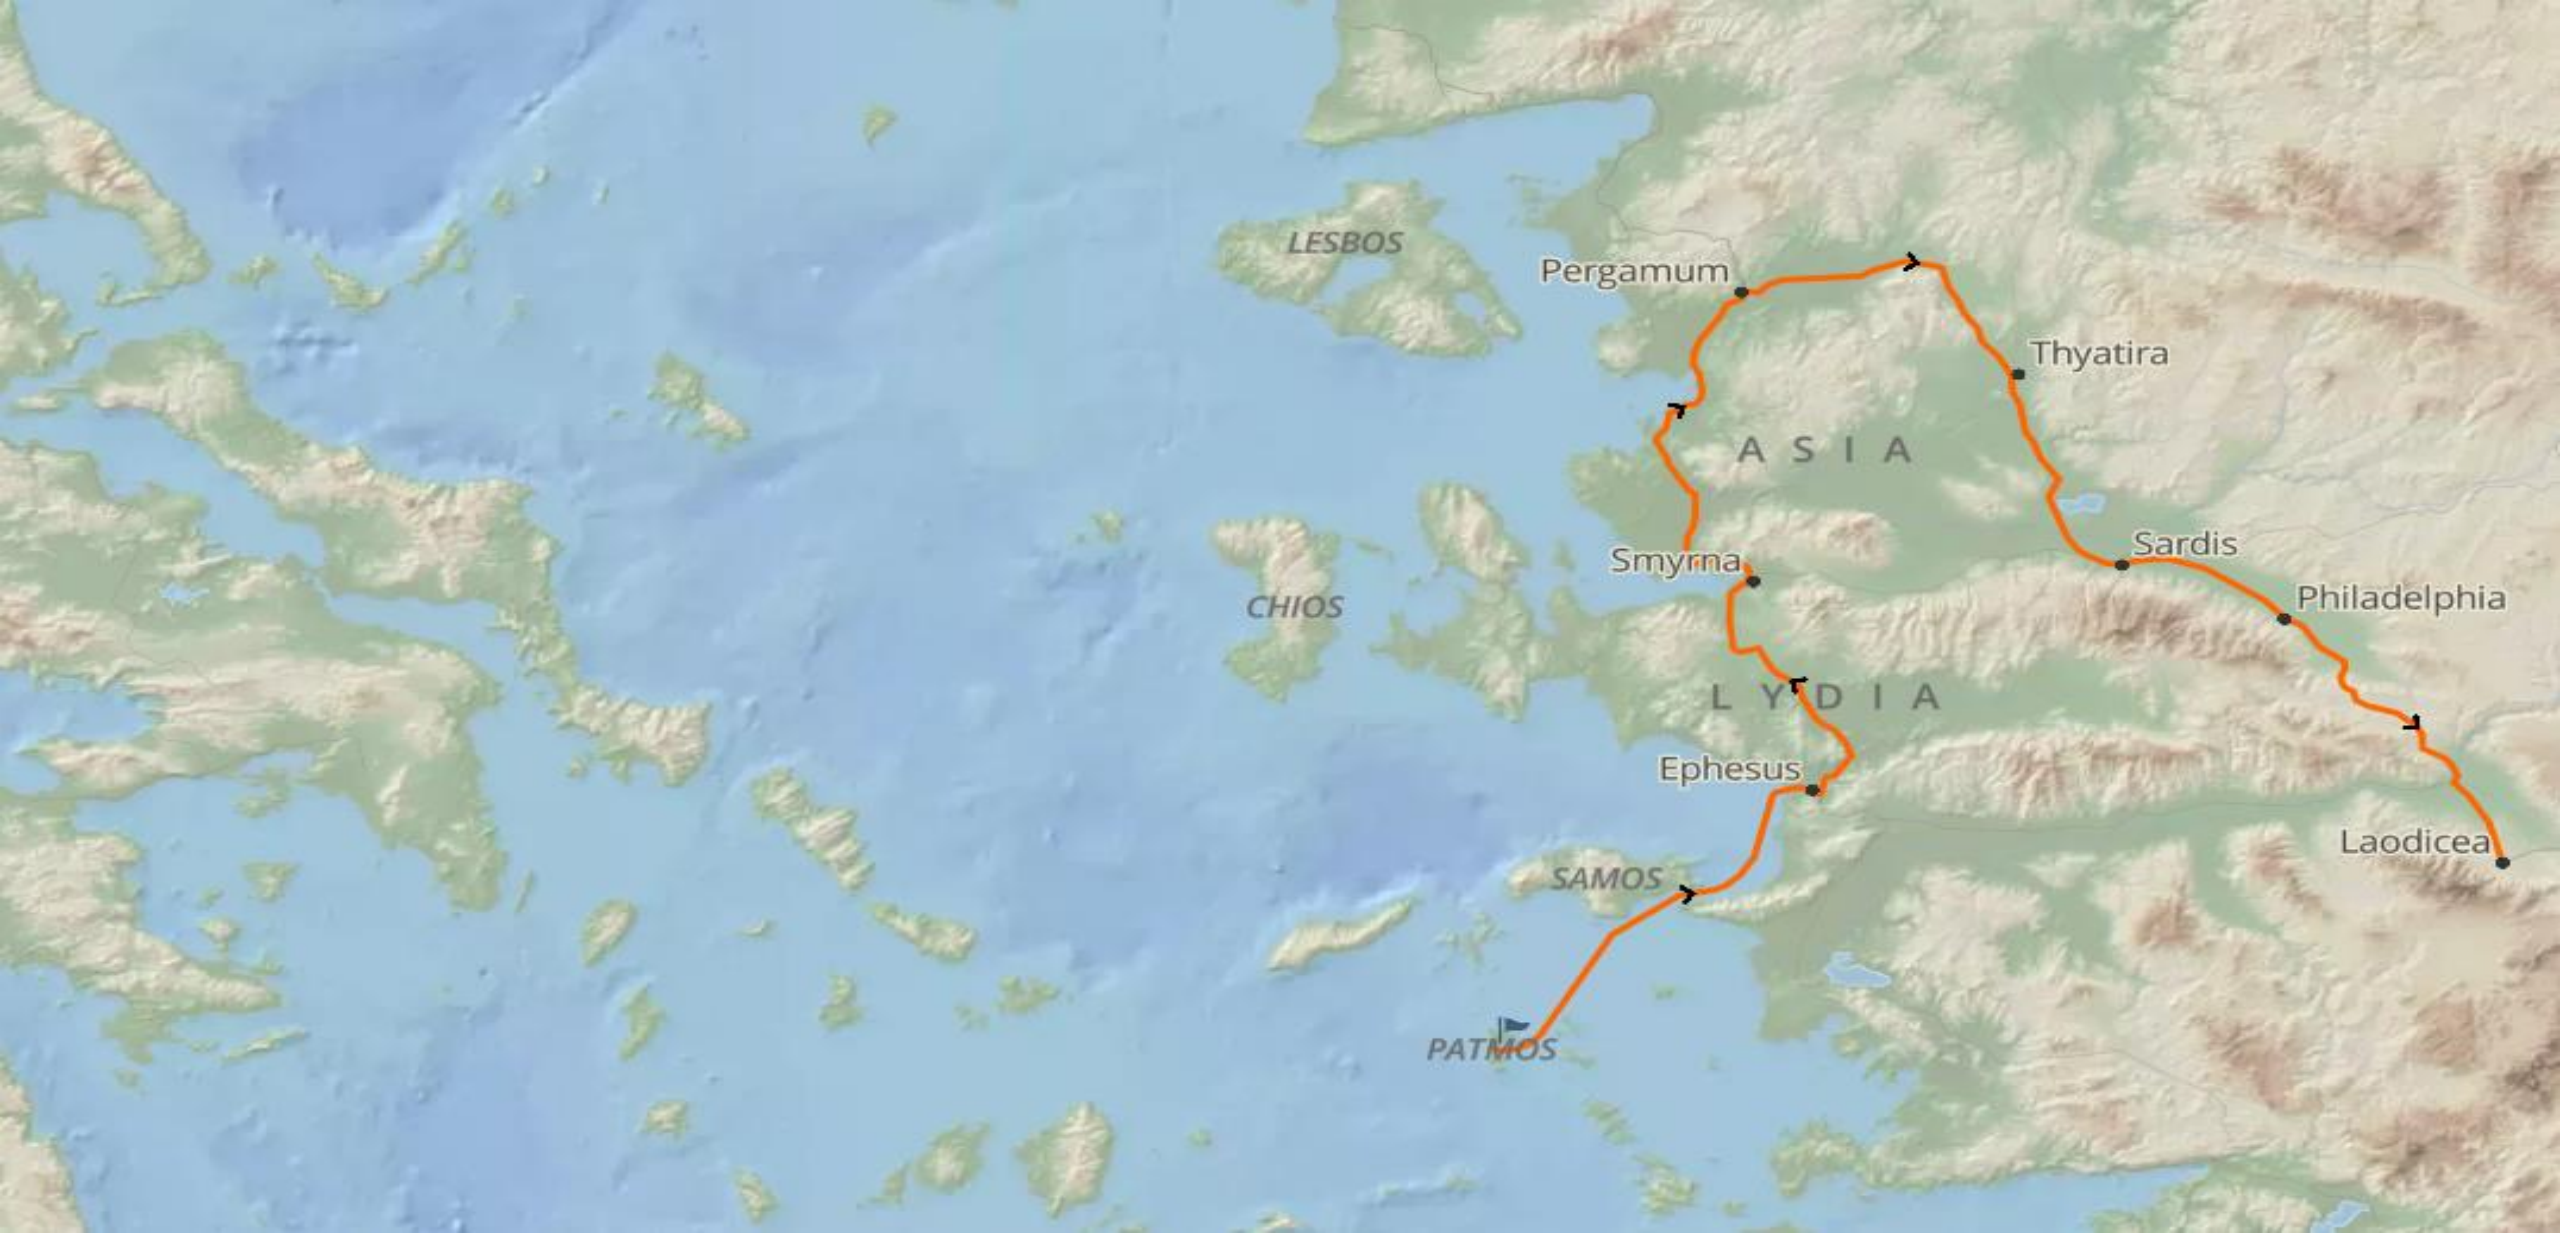 LESBOS
Pergamum
Thyatira
ASIA
Sardis
Smyrna
Philadelphia
CHIOS
LYDIA
Ephesus
Laodicea
SAMOS
PATMOS